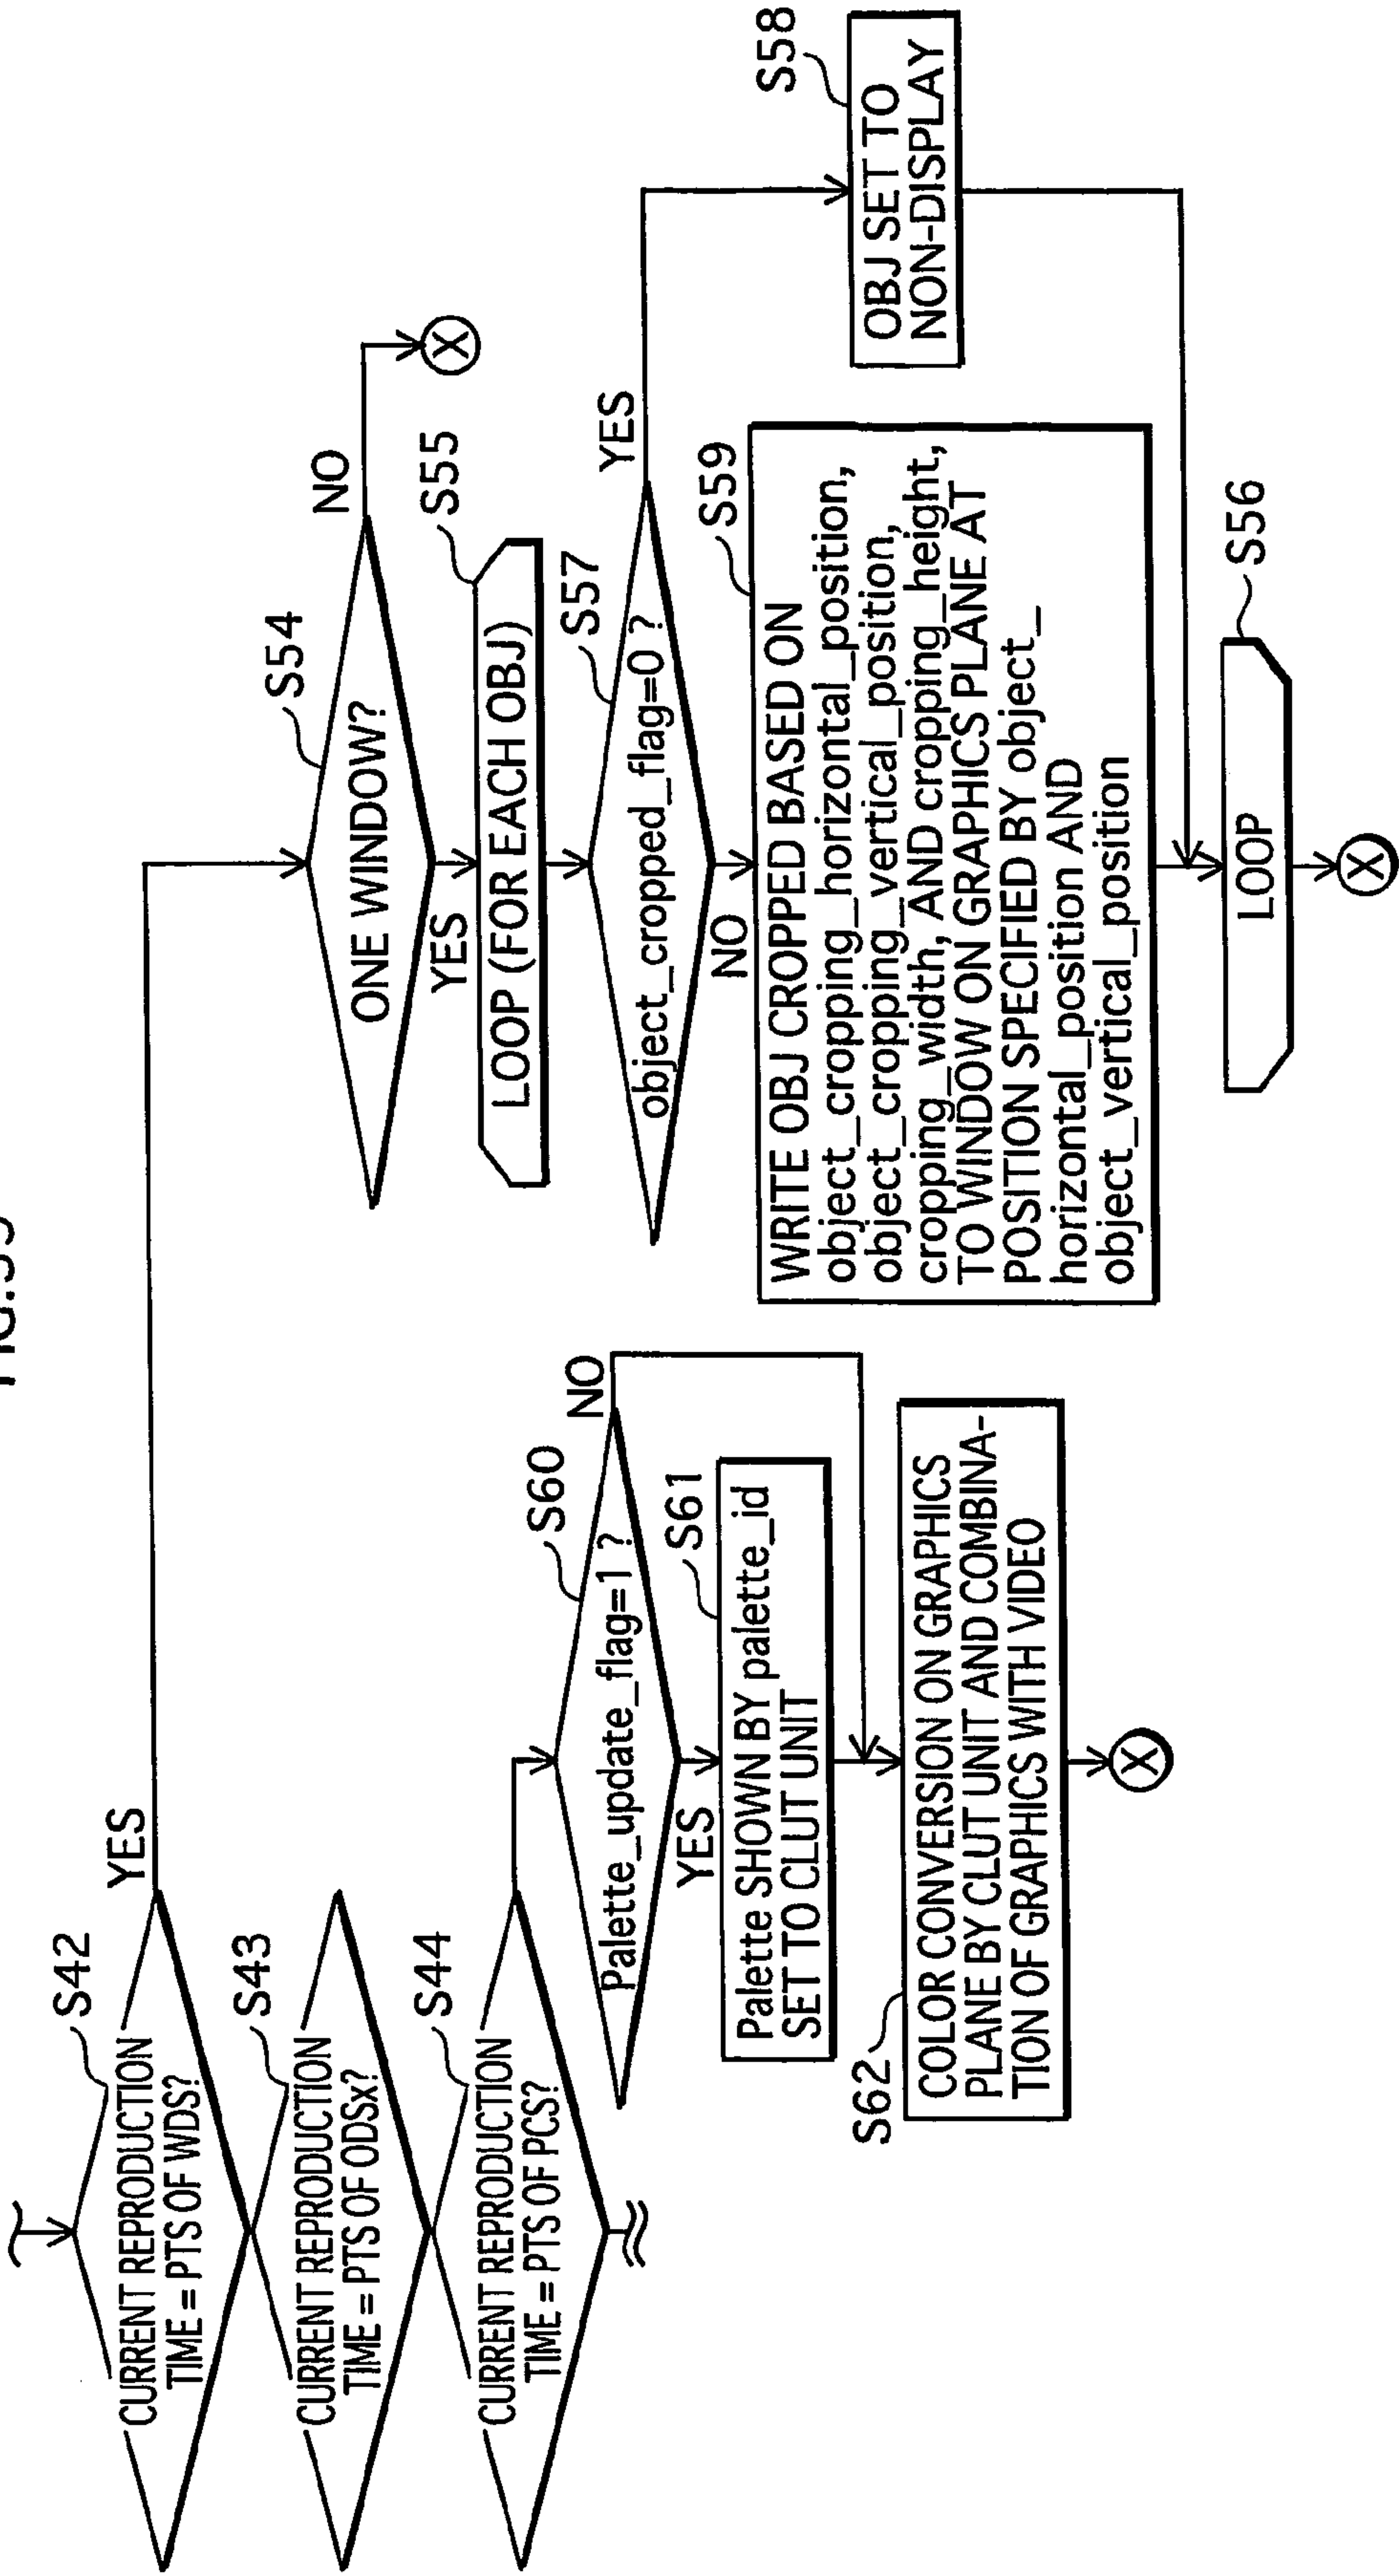 S42
CURRENT REPRODUCTION
TIME = PTS OF WDS?
YES
S43
CURRENT REPRODUCTION
TIME = PTS OF ODSx?
S44
CURRENT REPRODUCTION
TIME = PTS OF PCS?
S60
Palette_update_flag=1 ?
NO
YES
S61
Palette SHOWN BY palette_id
SET TO CLUT UNIT
S62
COLOR CONVERSION ON GRAPHICS
PLANE BY CLUT UNIT AND COMBINA-
TION OF GRAPHICS WITH VIDEO
X
S54
ONE WINDOW?
NO
X
YES
S55
LOOP (FOR EACH OBJ)
S57
object_cropped_flag=0 ?
YES
NO
S58
OBJ SET TO
NON-DISPLAY
S59
WRITE OBJ CROPPED BASED ON
object_cropping_horizontal_position,
object_cropping_vertical_position,
cropping_width, AND cropping_height,
TO WINDOW ON GRAPHICS PLANE AT
POSITION SPECIFIED BY object_
horizontal_position AND
object_vertical_position
S56
LOOP
X